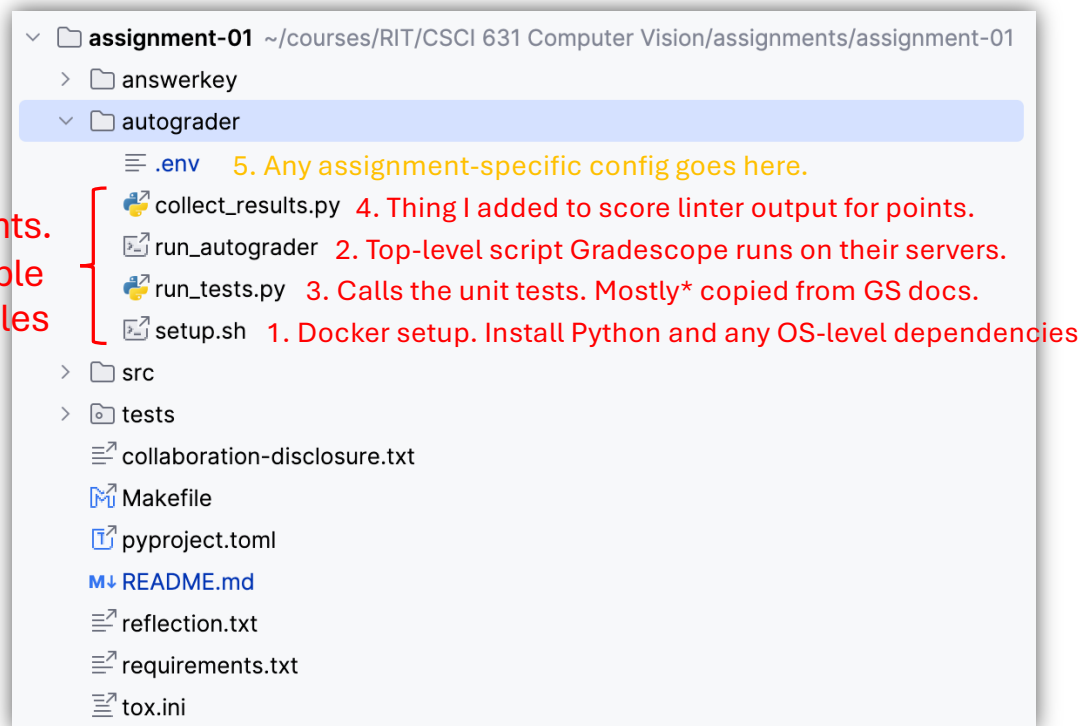 assignment-01 ~/courses/RIT/CSCI 631 Computer Vision/assignments/assignment-01
answerkey
autograder
.env 5. Any assignment-specific config goes here.
collect_results.py 4. Thing I added to score linter output for points.
run_autograder 2. Top-level script Gradescope runs on their servers.
run_tests.py 3. Calls the unit tests. Mostly* copied from GS docs.
setup.sh 1. Docker setup. Install Python and any OS-level dependencies
src
tests
collaboration-disclosure.txt
Makefile
pyproject.toml
README.md
reflection.txt
requirements.txt
tox.ini